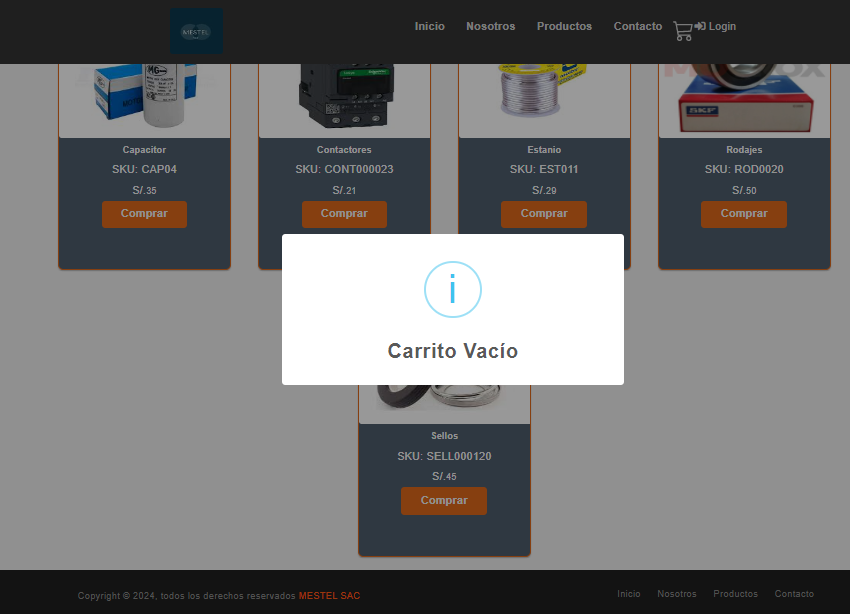 MESTEL
Inicio Nosotros Productos Contacto Login
MG
SKF
Capacitor
SKU: CAP04
S/.35
Comprar
Contactores
SKU: CONT000023
S/.21
Comprar
Estanio
SKU: EST011
S/.29
Comprar
Rodajes
SKU: ROD0020
S/.50
Comprar
i
Carrito Vacío
Sellos
SKU: SELL000120
S/.45
Comprar
Copyright © 2024, todos los derechos reservados MESTEL SAC
Inicio Nosotros Productos Contacto